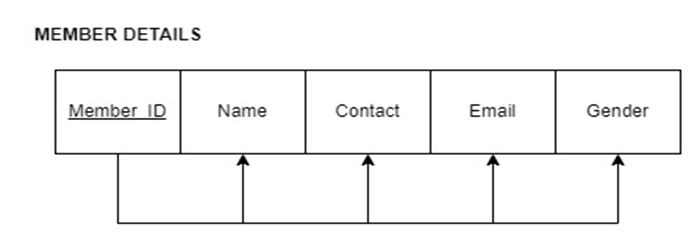 MEMBER DETAILS
Member_ID Name Contact Email Gender